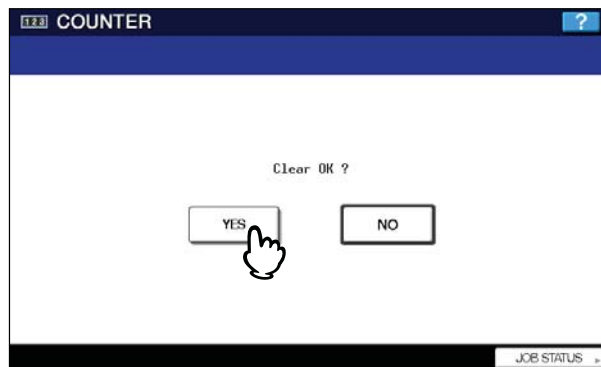 123 COUNTER ?
Clear OK ?
YES NO
JOB STATUS